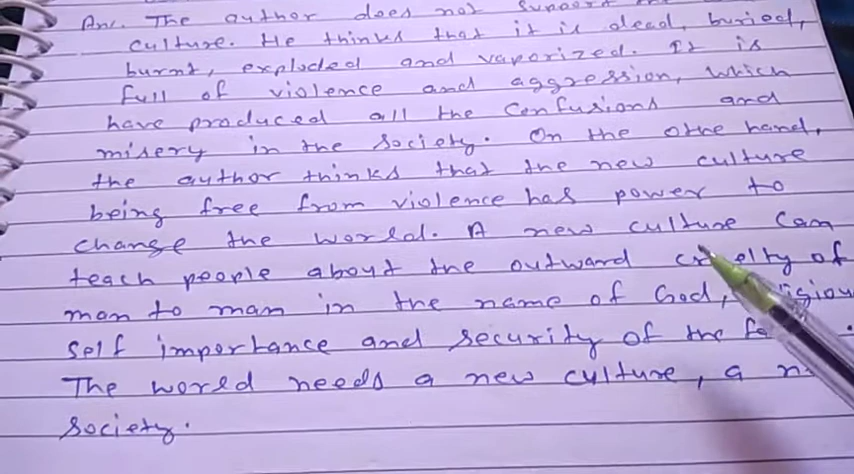 Ans. The author does not support
culture. He thinks that it is dead, buried,
burnt, exploded and vaporized. It is
full of violence and aggression, which
have produced all the confusions and
misery in the society. On the othe hand,
the author thinks that the new culture
being free from violence has power to
change the world. A new culture can
teach people about the outward of
man to man in the name of God,
self importance and security of the
The world needs a new culture, a
society.